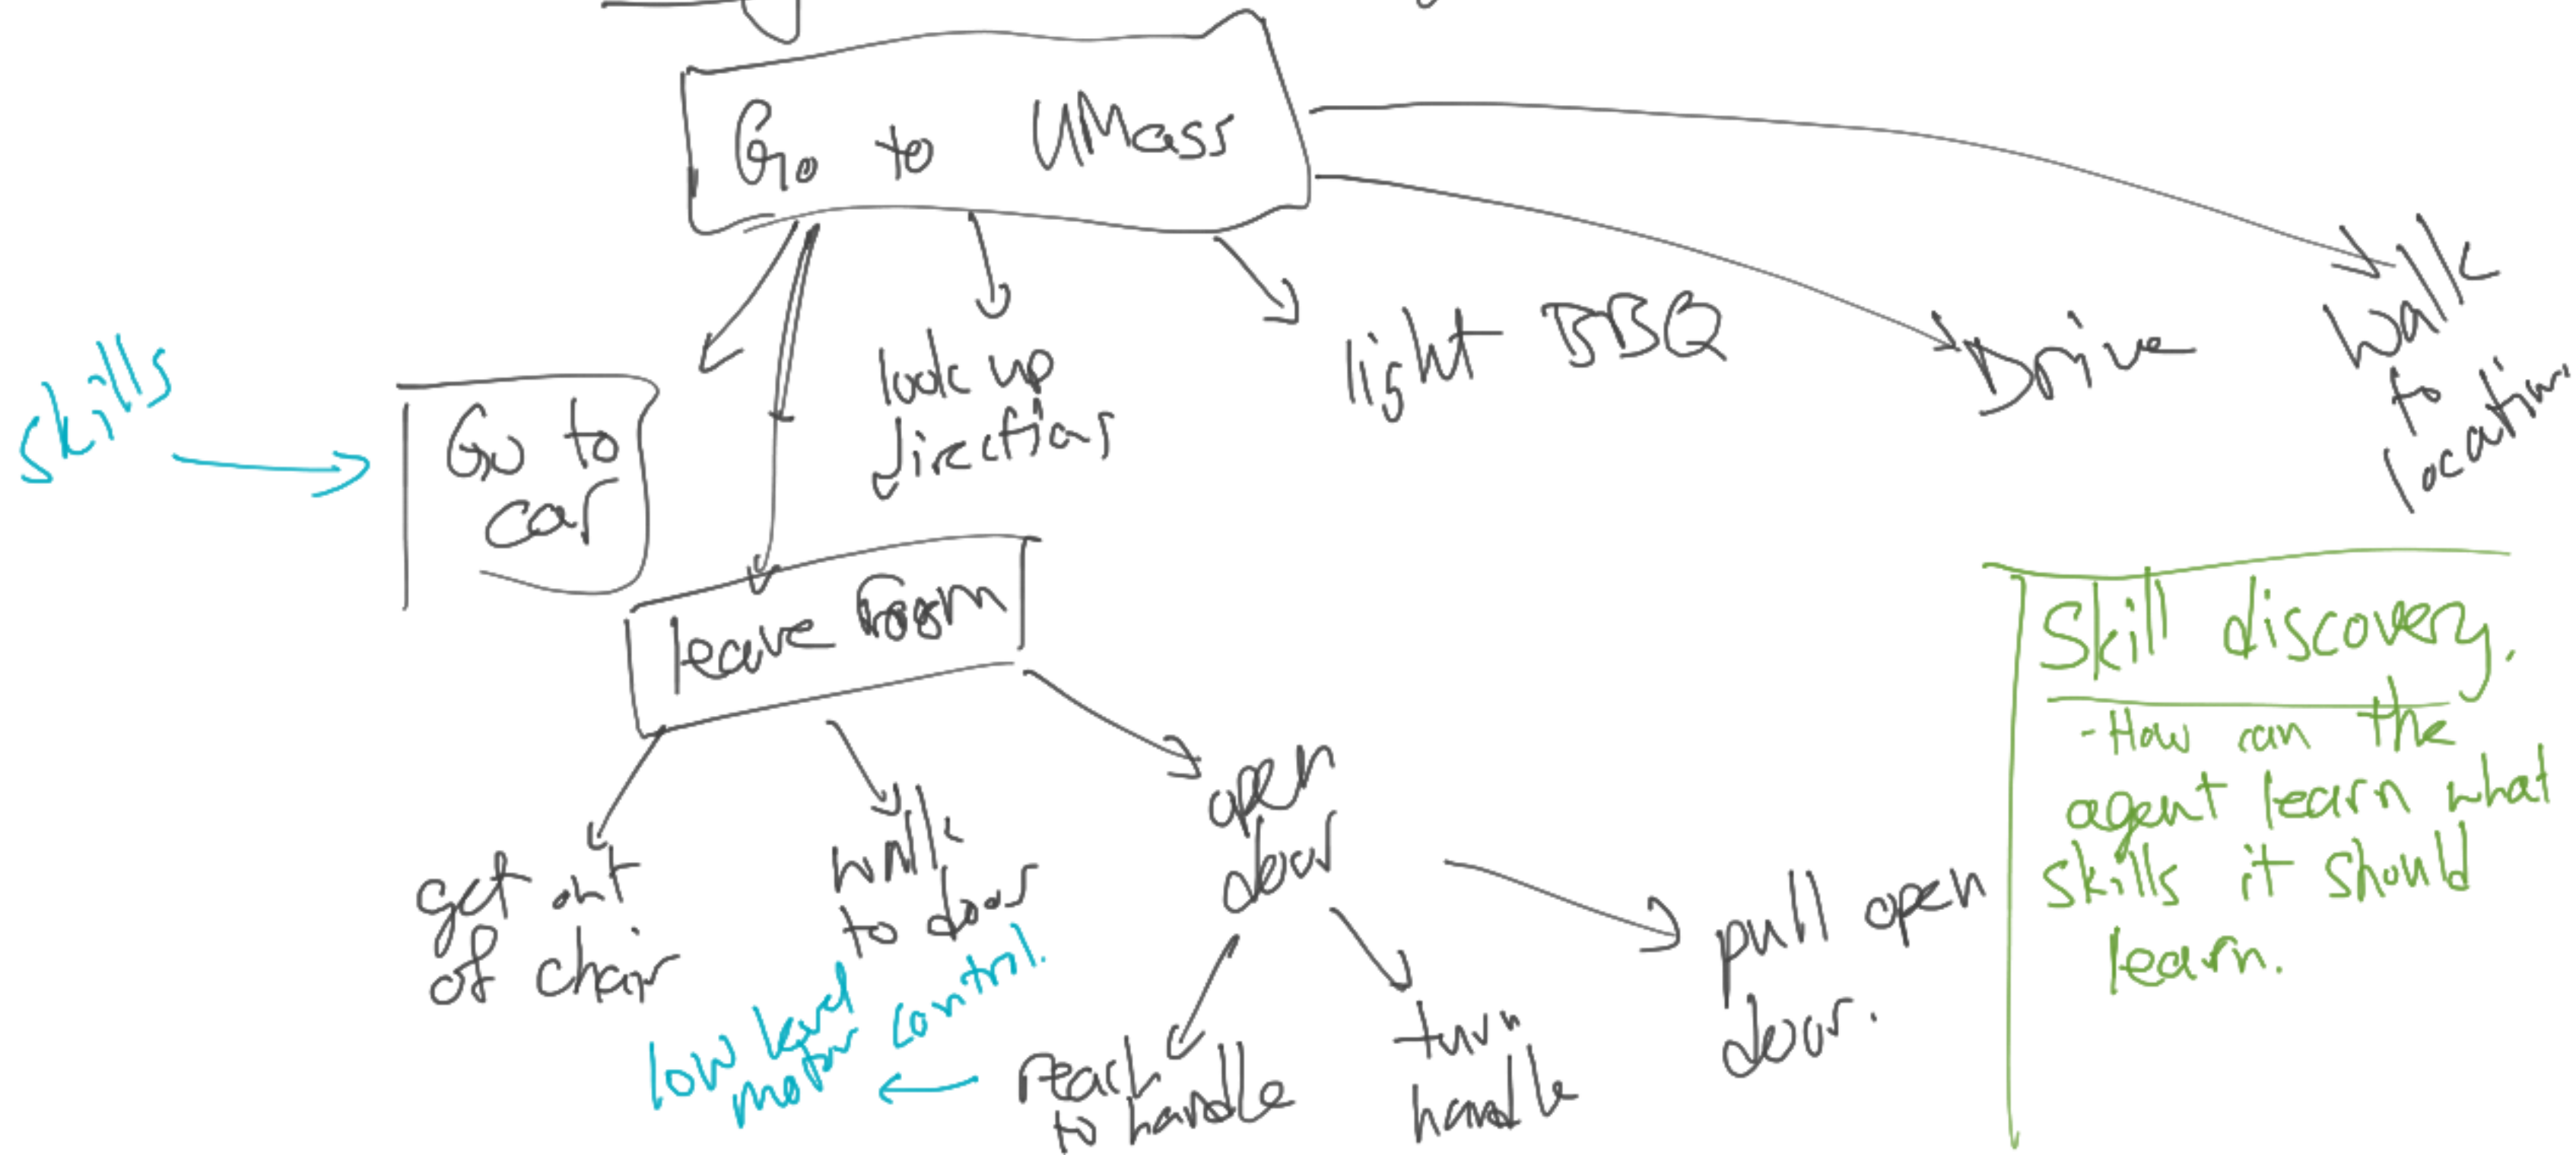 Go to UMass
skills
Go to
car
look up
directions
light BBQ
Drive
walk
to
location.
leave room
Skill discovery.
- How can the
agent learn what
skills it should
learn.
get out
of chair
walk
to door
open
door
pull open
door.
low level
motor control.
reach
to handle
turn
handle